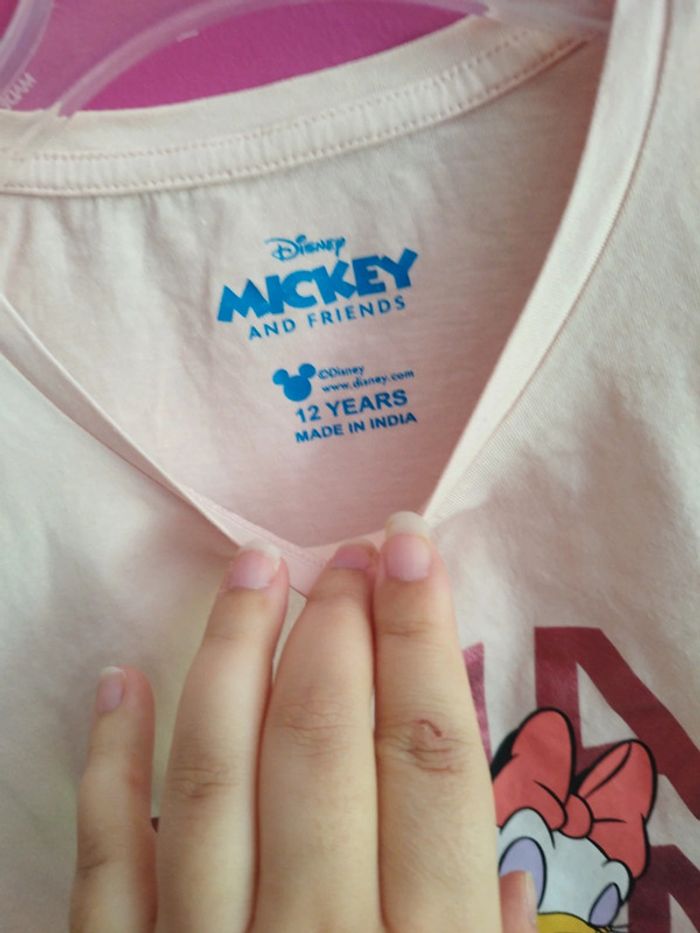 Disney
MICKEY
AND FRIENDS
©Disney
www.disney.com
12 YEARS
MADE IN INDIA